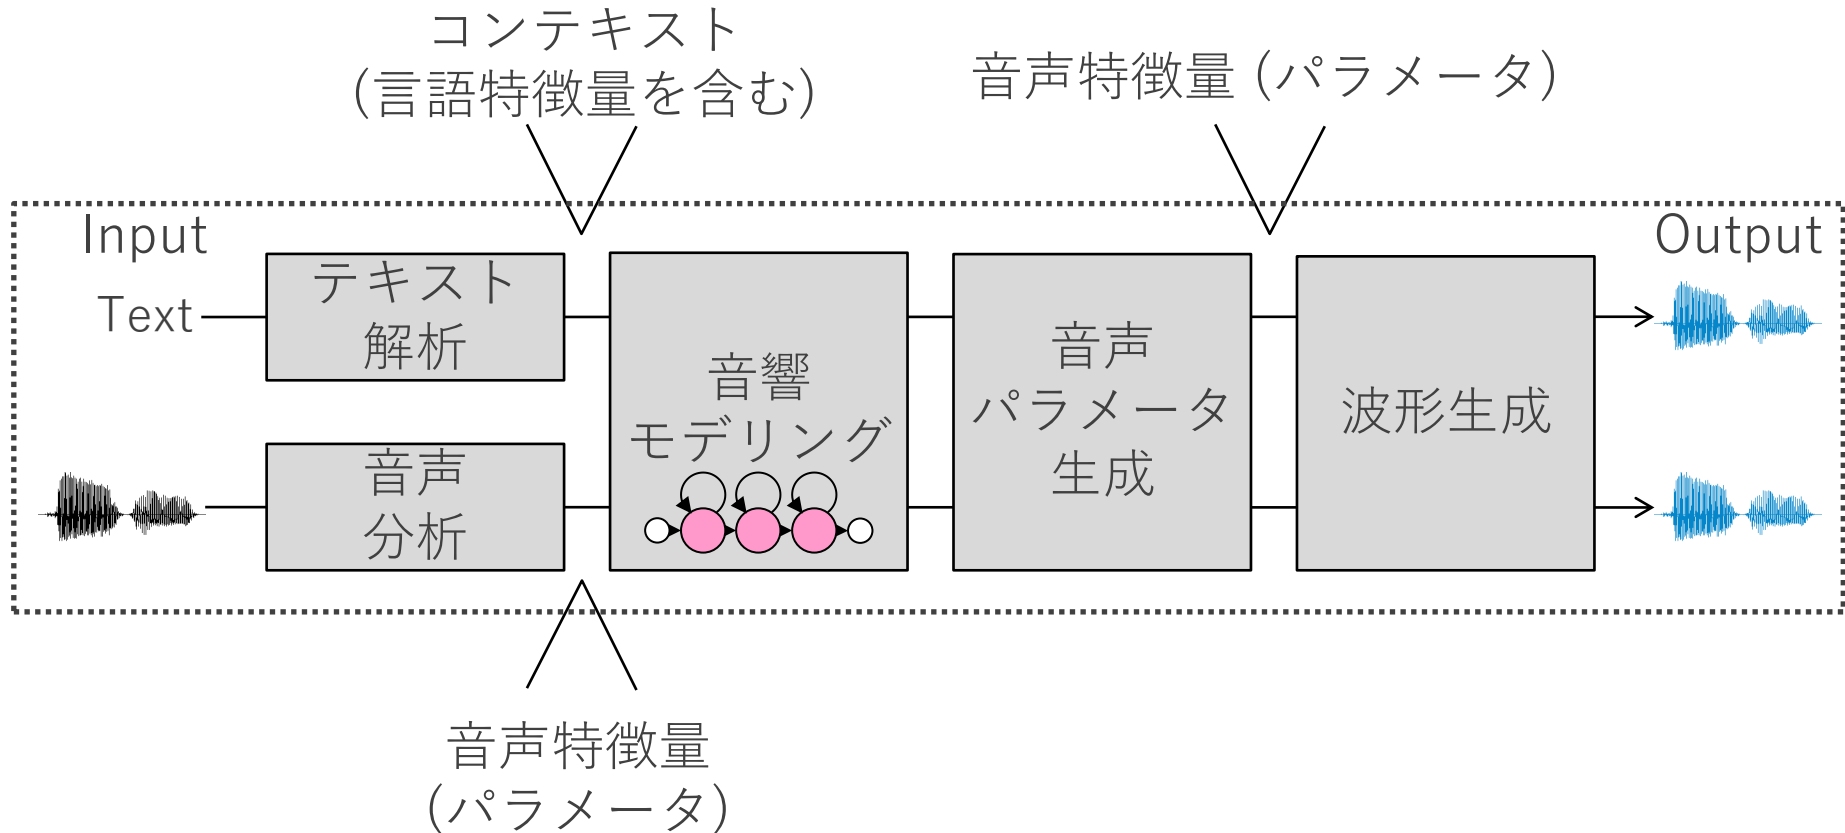 コンテキスト
(言語特徴量を含む)
音声特徴量 (パラメータ)
Input
Output
Text
テキスト
解析
音声
分析
音響
モデリング
音声
パラメータ
生成
波形生成
音声特徴量
(パラメータ)